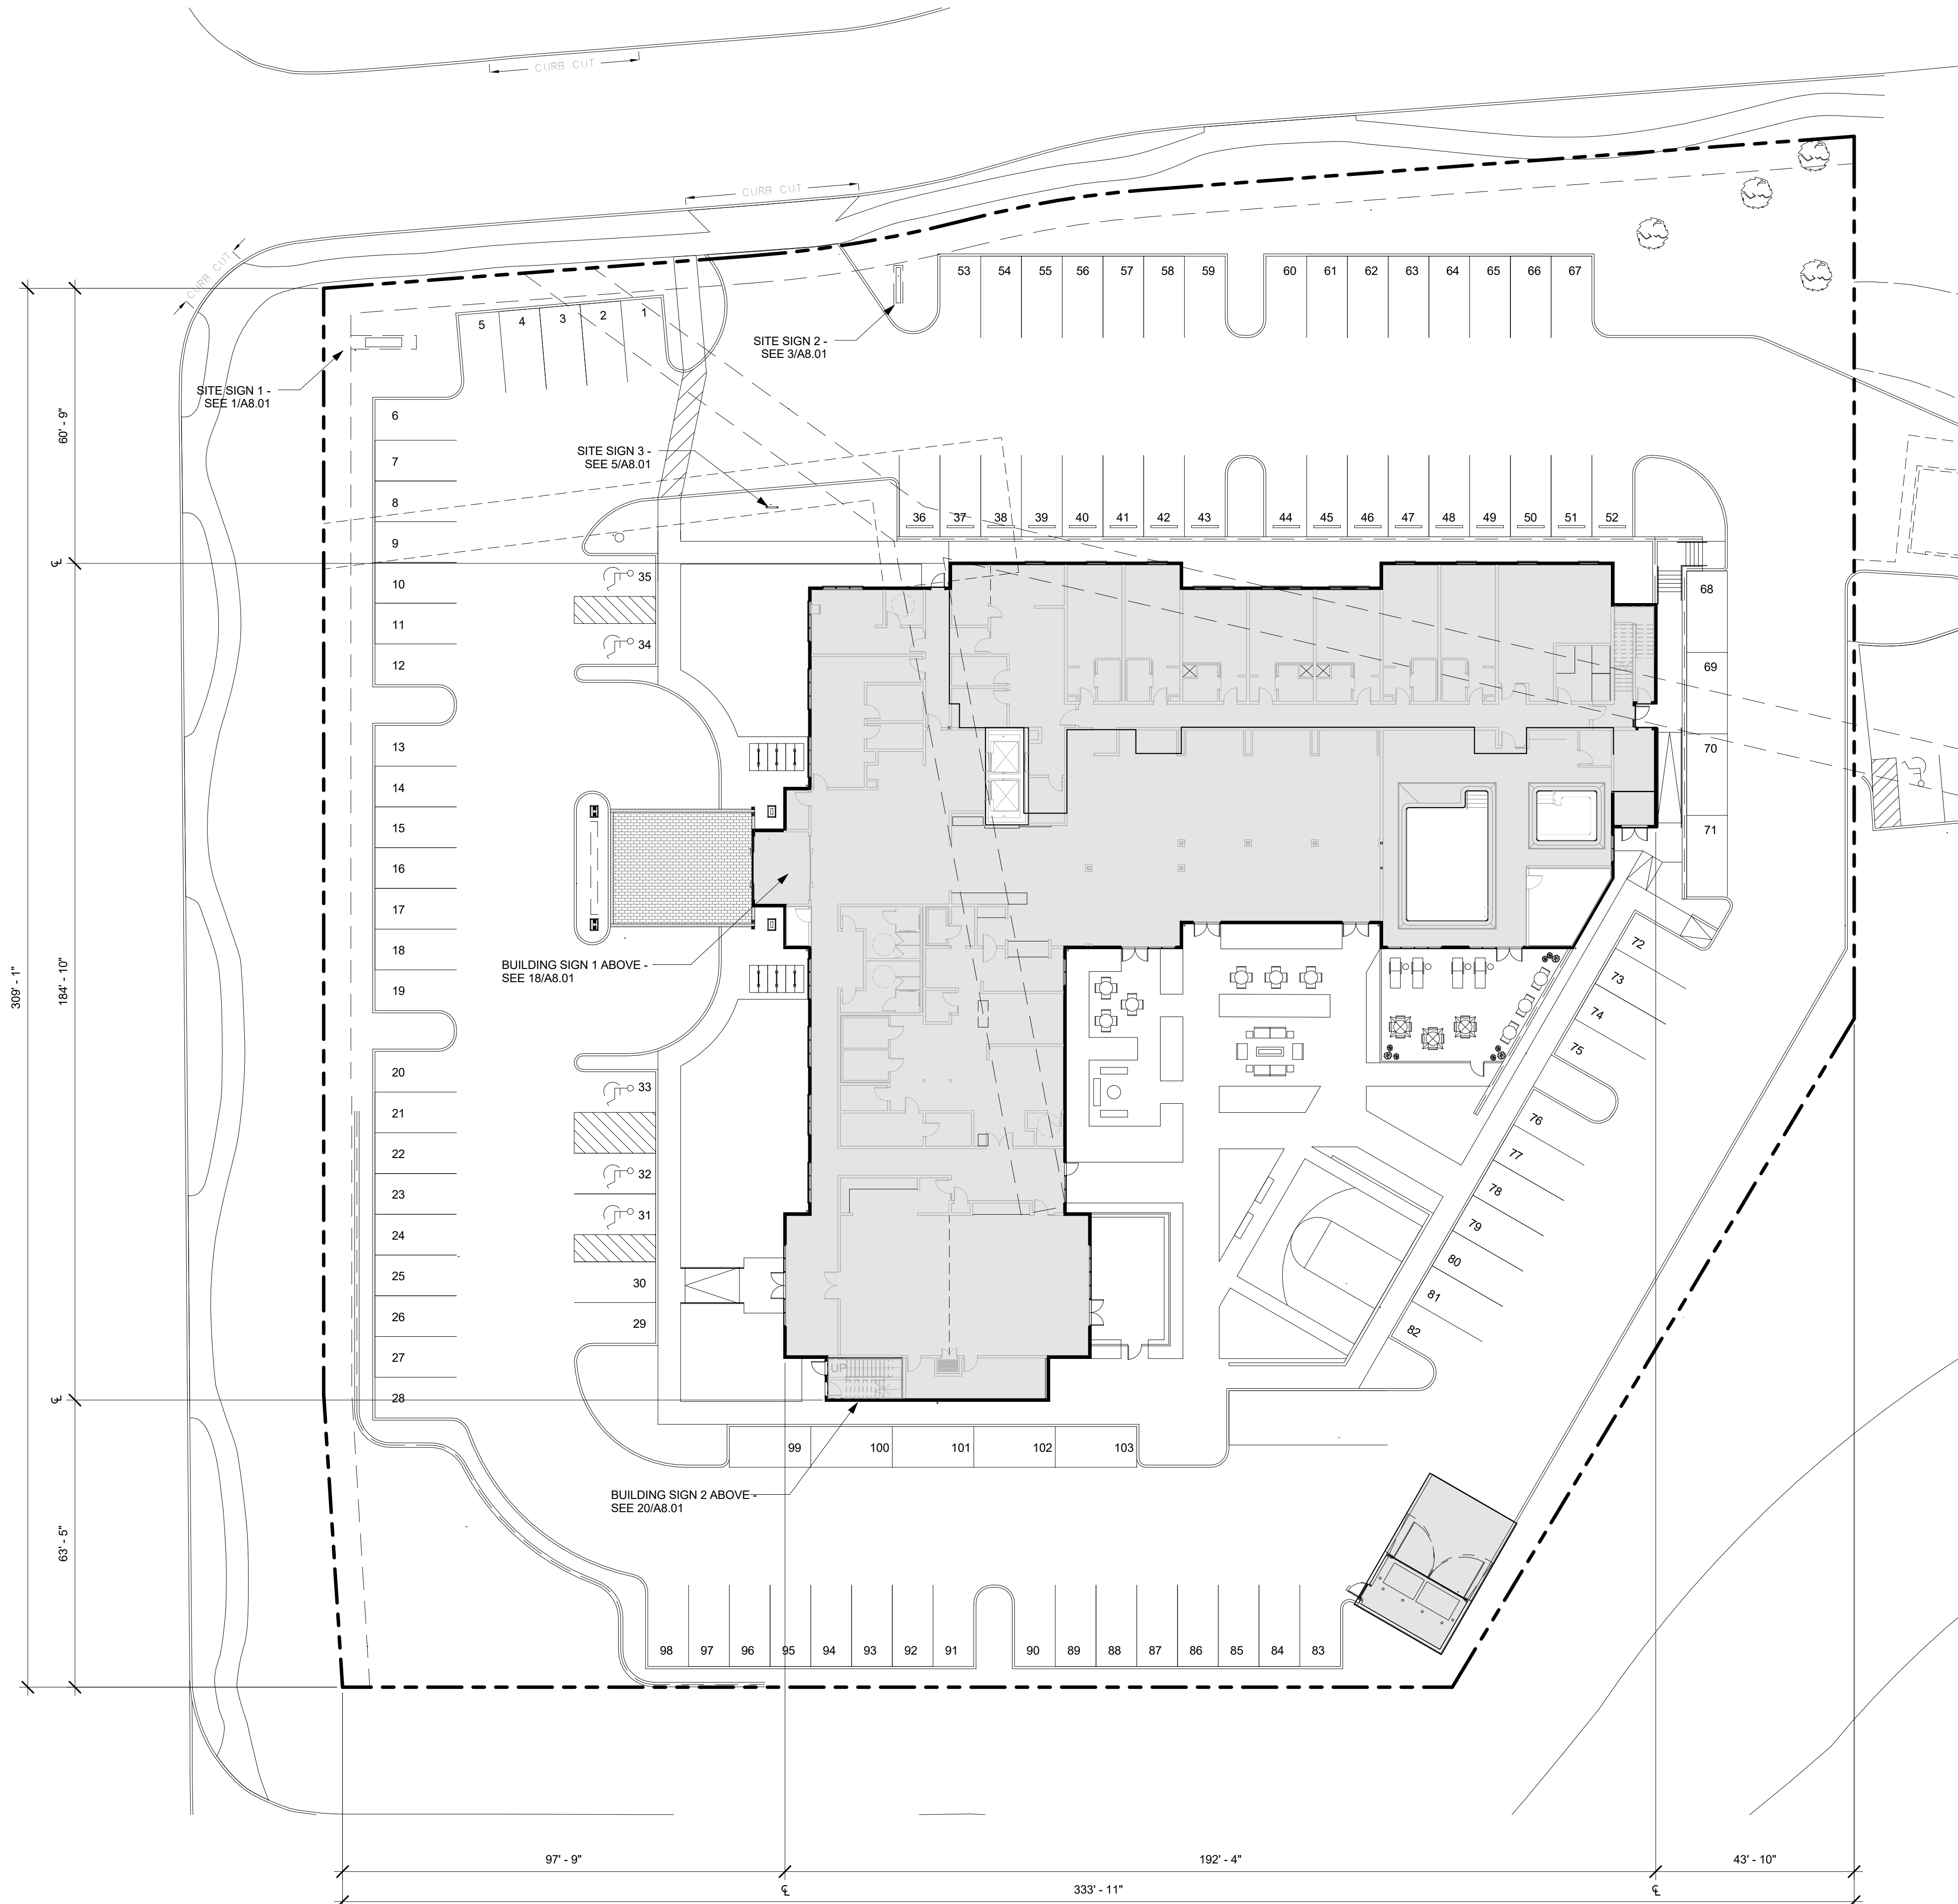 CURB CUT
CURB CUT
CURB CUT
53 54 55 56 57 58 59 60 61 62 63 64 65 66 67
5 4 3 2 1
SITE SIGN 2 -
SEE 3/A8.01
SITE SIGN 1 -
SEE 1/A8.01
6
7
8
9
10
11
12
13
14
15
16
17
18
19
20
21
22
23
24
25
26
27
28
60' - 9"
℄
309' - 1"
184' - 10"
℄
63' - 5"
SITE SIGN 3 -
SEE 5/A8.01
36 37 38 39 40 41 42 43 44 45 46 47 48 49 50 51 52
35
34
68
69
70
71
BUILDING SIGN 1 ABOVE -
SEE 18/A8.01
72
73
74
75
76
77
78
79
80
81
82
33
32
31
30
29
UP
99 100 101 102 103
BUILDING SIGN 2 ABOVE -
SEE 20/A8.01
98 97 96 95 94 93 92 91 90 89 88 87 86 85 84 83
97' - 9" 192' - 4" 43' - 10"
℄ 333' - 11" ℄